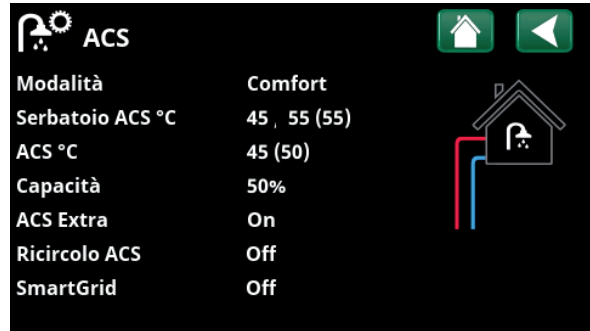 ACS
Modalità Comfort
Serbatoio ACS °C 45 , 55 (55)
ACS °C 45 (50)
Capacità 50%
ACS Extra On
Ricircolo ACS Off
SmartGrid Off